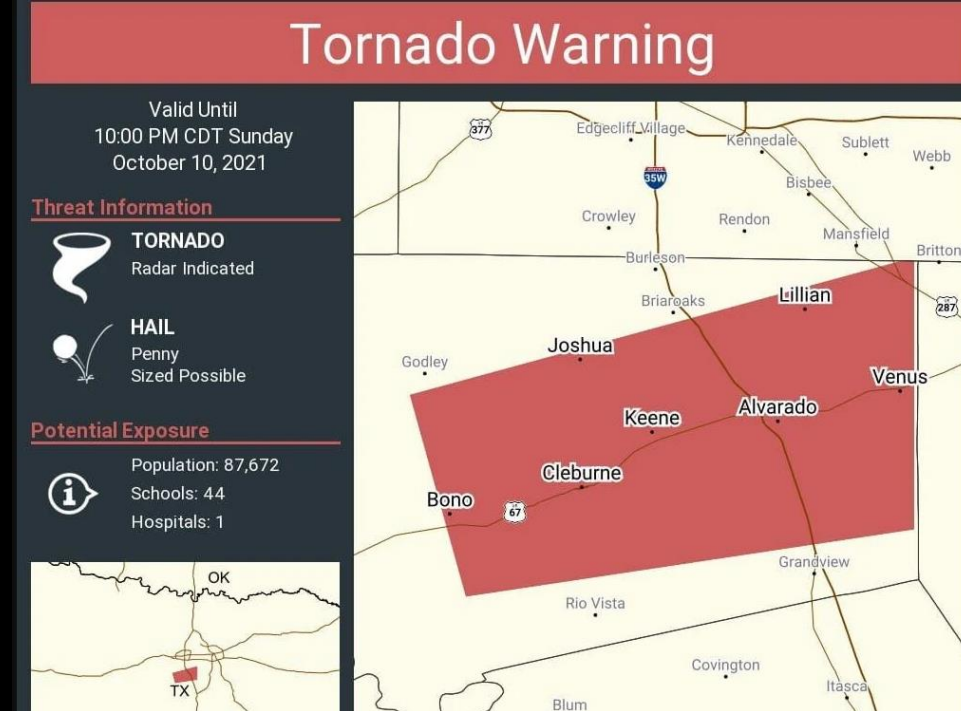 Tornado Warning
Valid Until
10:00 PM CDT Sunday
October 10, 2021
Threat Information
TORNADO
Radar Indicated
HAIL
Penny
Sized Possible
Potential Exposure
Population: 87,672
Schools: 44
Hospitals: 1
OK
TX
377
Edgecliff Village
Kennedale
Sublett
Webb
35W
Bisbee
Crowley
Rendon
Mansfield
Britton
Burleson
Briaroaks
Lillian
287
Joshua
Godley
Venus
Keene
Alvarado
Cleburne
Bono
67
Grandview
Rio Vista
Covington
Itasca
Blum